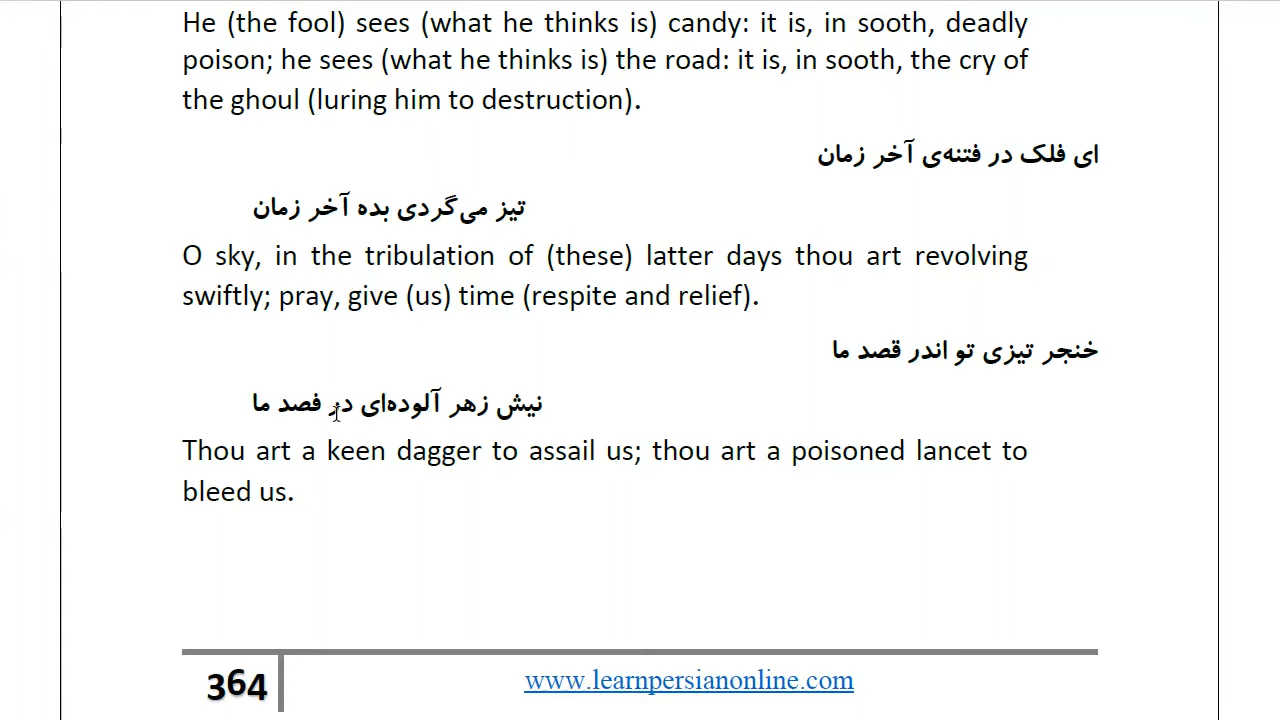 He (the fool) sees (what he thinks is) candy: it is, in sooth, deadly
poison; he sees (what he thinks is) the road: it is, in sooth, the cry of
the ghoul (luring him to destruction).
ای فلک در فتنه‌ی آخر زمان
تیز می‌گردی بده آخر زمان
O sky, in the tribulation of (these) latter days thou art revolving
swiftly; pray, give (us) time (respite and relief).
خنجر تیزی تو اندر قصد ما
نیش زهر آلوده‌ای در فصد ما
Thou art a keen dagger to assail us; thou art a poisoned lancet to
bleed us.
364
www.learnpersianonline.com